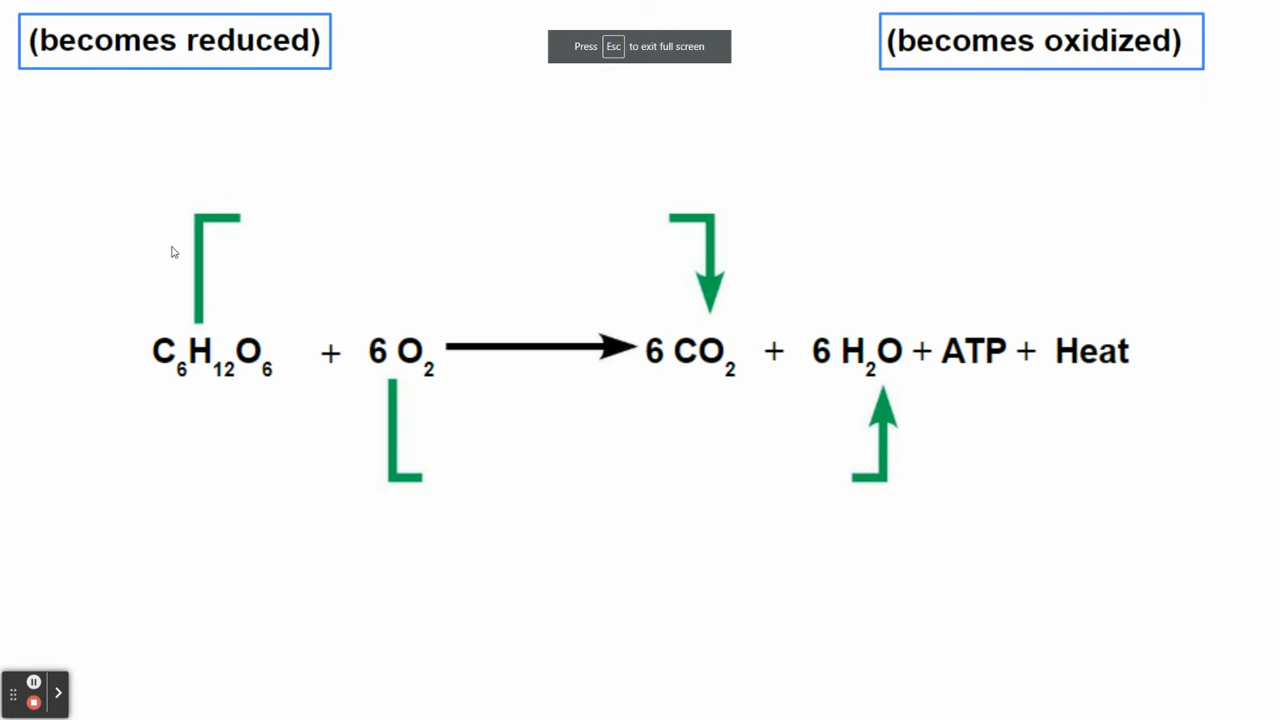 (becomes reduced)
Press Esc to exit full screen
(becomes oxidized)
C₆H₁₂O₆ + 6 O₂ 6 CO₂ + 6 H₂O + ATP + Heat